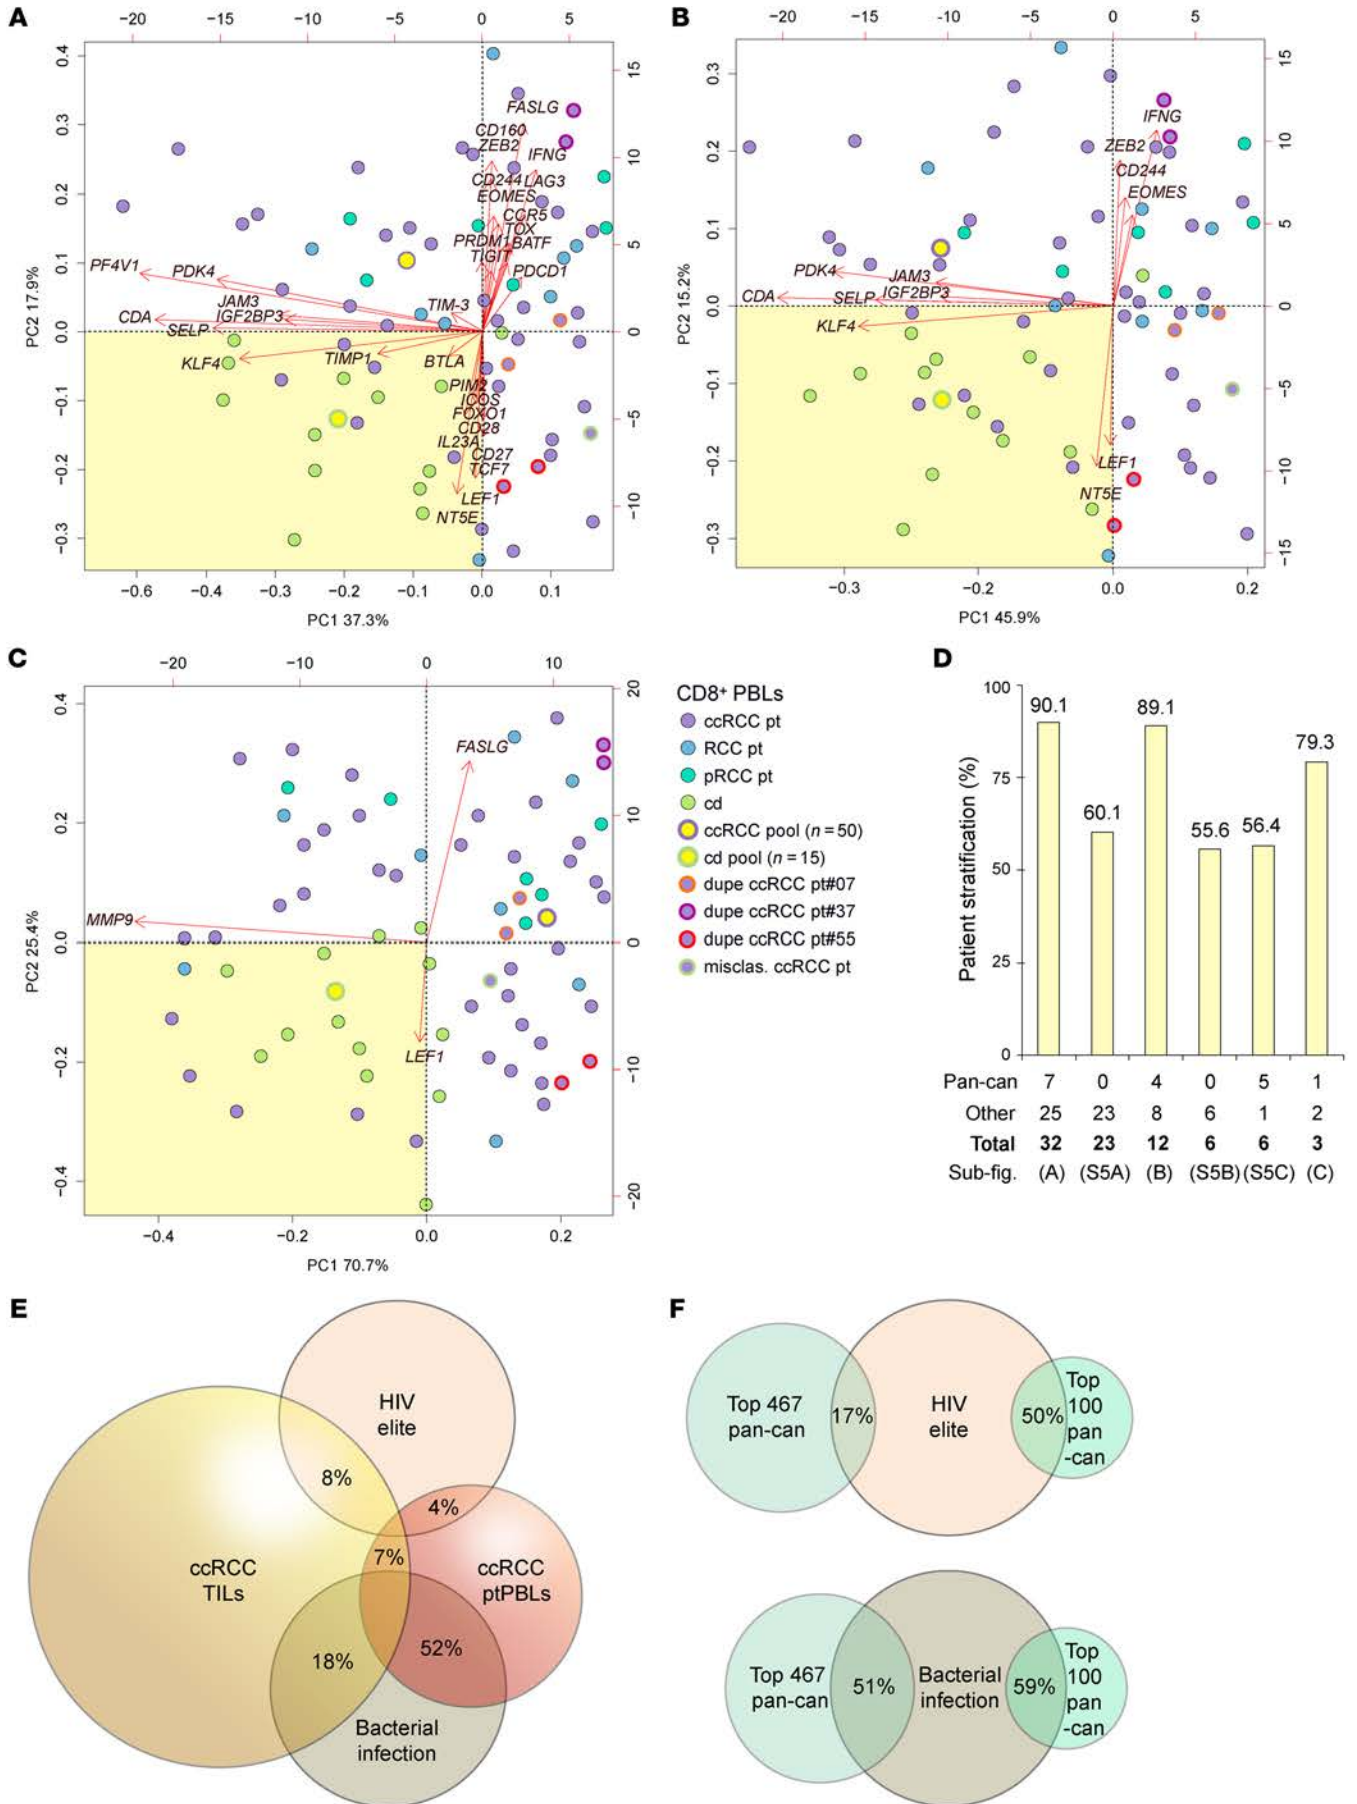 A
−20 −15 −10 −5 0 5
0.4
0.3
0.2
0.1
0.0
−0.1
−0.2
−0.3
PC2 17.9%
15
10
5
0
−5
−10
FASLG
CD160
ZEB2
IFNG
CD244
LAG3
EOMES
CCR5
TOX
PRDM1
BATF
TIGIT
PDCD1
PF4V1
PDK4
JAM3
TIM-3
CDA
IGF2BP3
SELP
KLF4
TIMP1
BTLA
PIM2
ICOS
FOXO1
CD28
IL23A
CD27
TCF7
LEF1
NT5E
−0.6 −0.4 −0.3 −0.2 −0.1 0.0 0.1
PC1 37.3%
B
−20 −15 −10 −5 0 5
0.3
0.2
0.1
0.0
−0.1
−0.2
−0.3
PC2 15.2%
15
10
5
0
−5
−10
−15
IFNG
ZEB2
CD244
EOMES
PDK4
JAM3
CDA
SELP
IGF2BP3
KLF4
LEF1
NT5E
−0.3 −0.2 −0.1 0.0 0.2
PC1 45.9%
C
−20 −10 0 10
0.4
0.2
0.0
−0.2
−0.4
PC2 25.4%
20
10
0
−10
−20
FASLG
MMP9
LEF1
−0.4 −0.2 0.0 0.2
PC1 70.7%
CD8+ PBLs
ccRCC pt
RCC pt
pRCC pt
cd
ccRCC pool (n = 50)
cd pool (n = 15)
dupe ccRCC pt#07
dupe ccRCC pt#37
dupe ccRCC pt#55
misclas. ccRCC pt
D
Patient stratification (%)
100
75
50
25
0
90.1
60.1
89.1
55.6
56.4
79.3
Pan-can 7 0 4 0 5 1
Other 25 23 8 6 1 2
Total 32 23 12 6 6 3
Sub-fig. (A) (S5A) (B) (S5B) (S5C) (C)
E
HIV
elite
8%
4%
7%
ccRCC
TILs
ccRCC
ptPBLs
18%
52%
Bacterial
infection
F
Top 467
pan-can
17%
HIV
elite
50%
Top
100
pan
-can
Top 467
pan-can
51%
Bacterial
infection
59%
Top
100
pan
-can